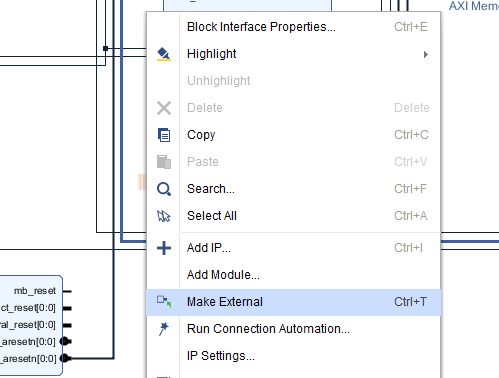 AXI Memo
Block Interface Properties... Ctrl+E
Highlight
Unhighlight
Delete Delete
Copy Ctrl+C
Paste Ctrl+V
Search... Ctrl+F
Select All Ctrl+A
Add IP... Ctrl+I
Add Module...
Make External Ctrl+T
Run Connection Automation...
IP Settings...
mb_reset
ct_reset[0:0]
ral_reset[0:0]
_aresetn[0:0]
_aresetn[0:0]